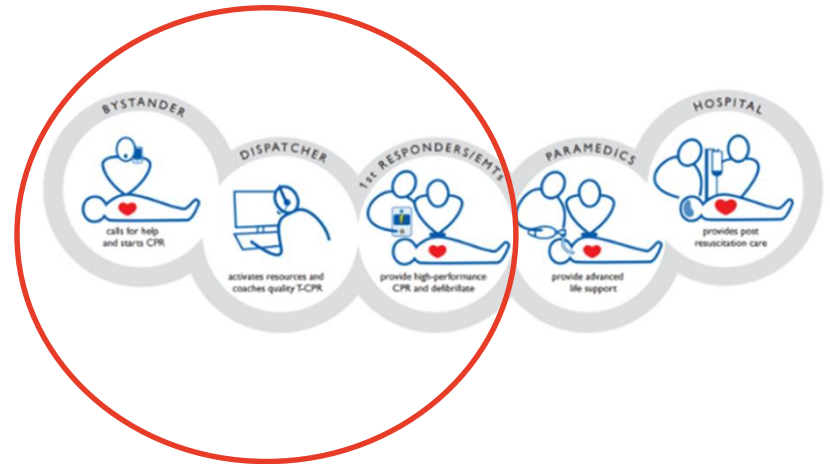 BYSTANDER
calls for help
and starts CPR
DISPATCHER
activates resources and
coaches quality T-CPR
1st RESPONDERS/EMTs
provide high-performance
CPR and defibrillate
PARAMEDICS
provide advanced
life support
HOSPITAL
provides post
resuscitation care